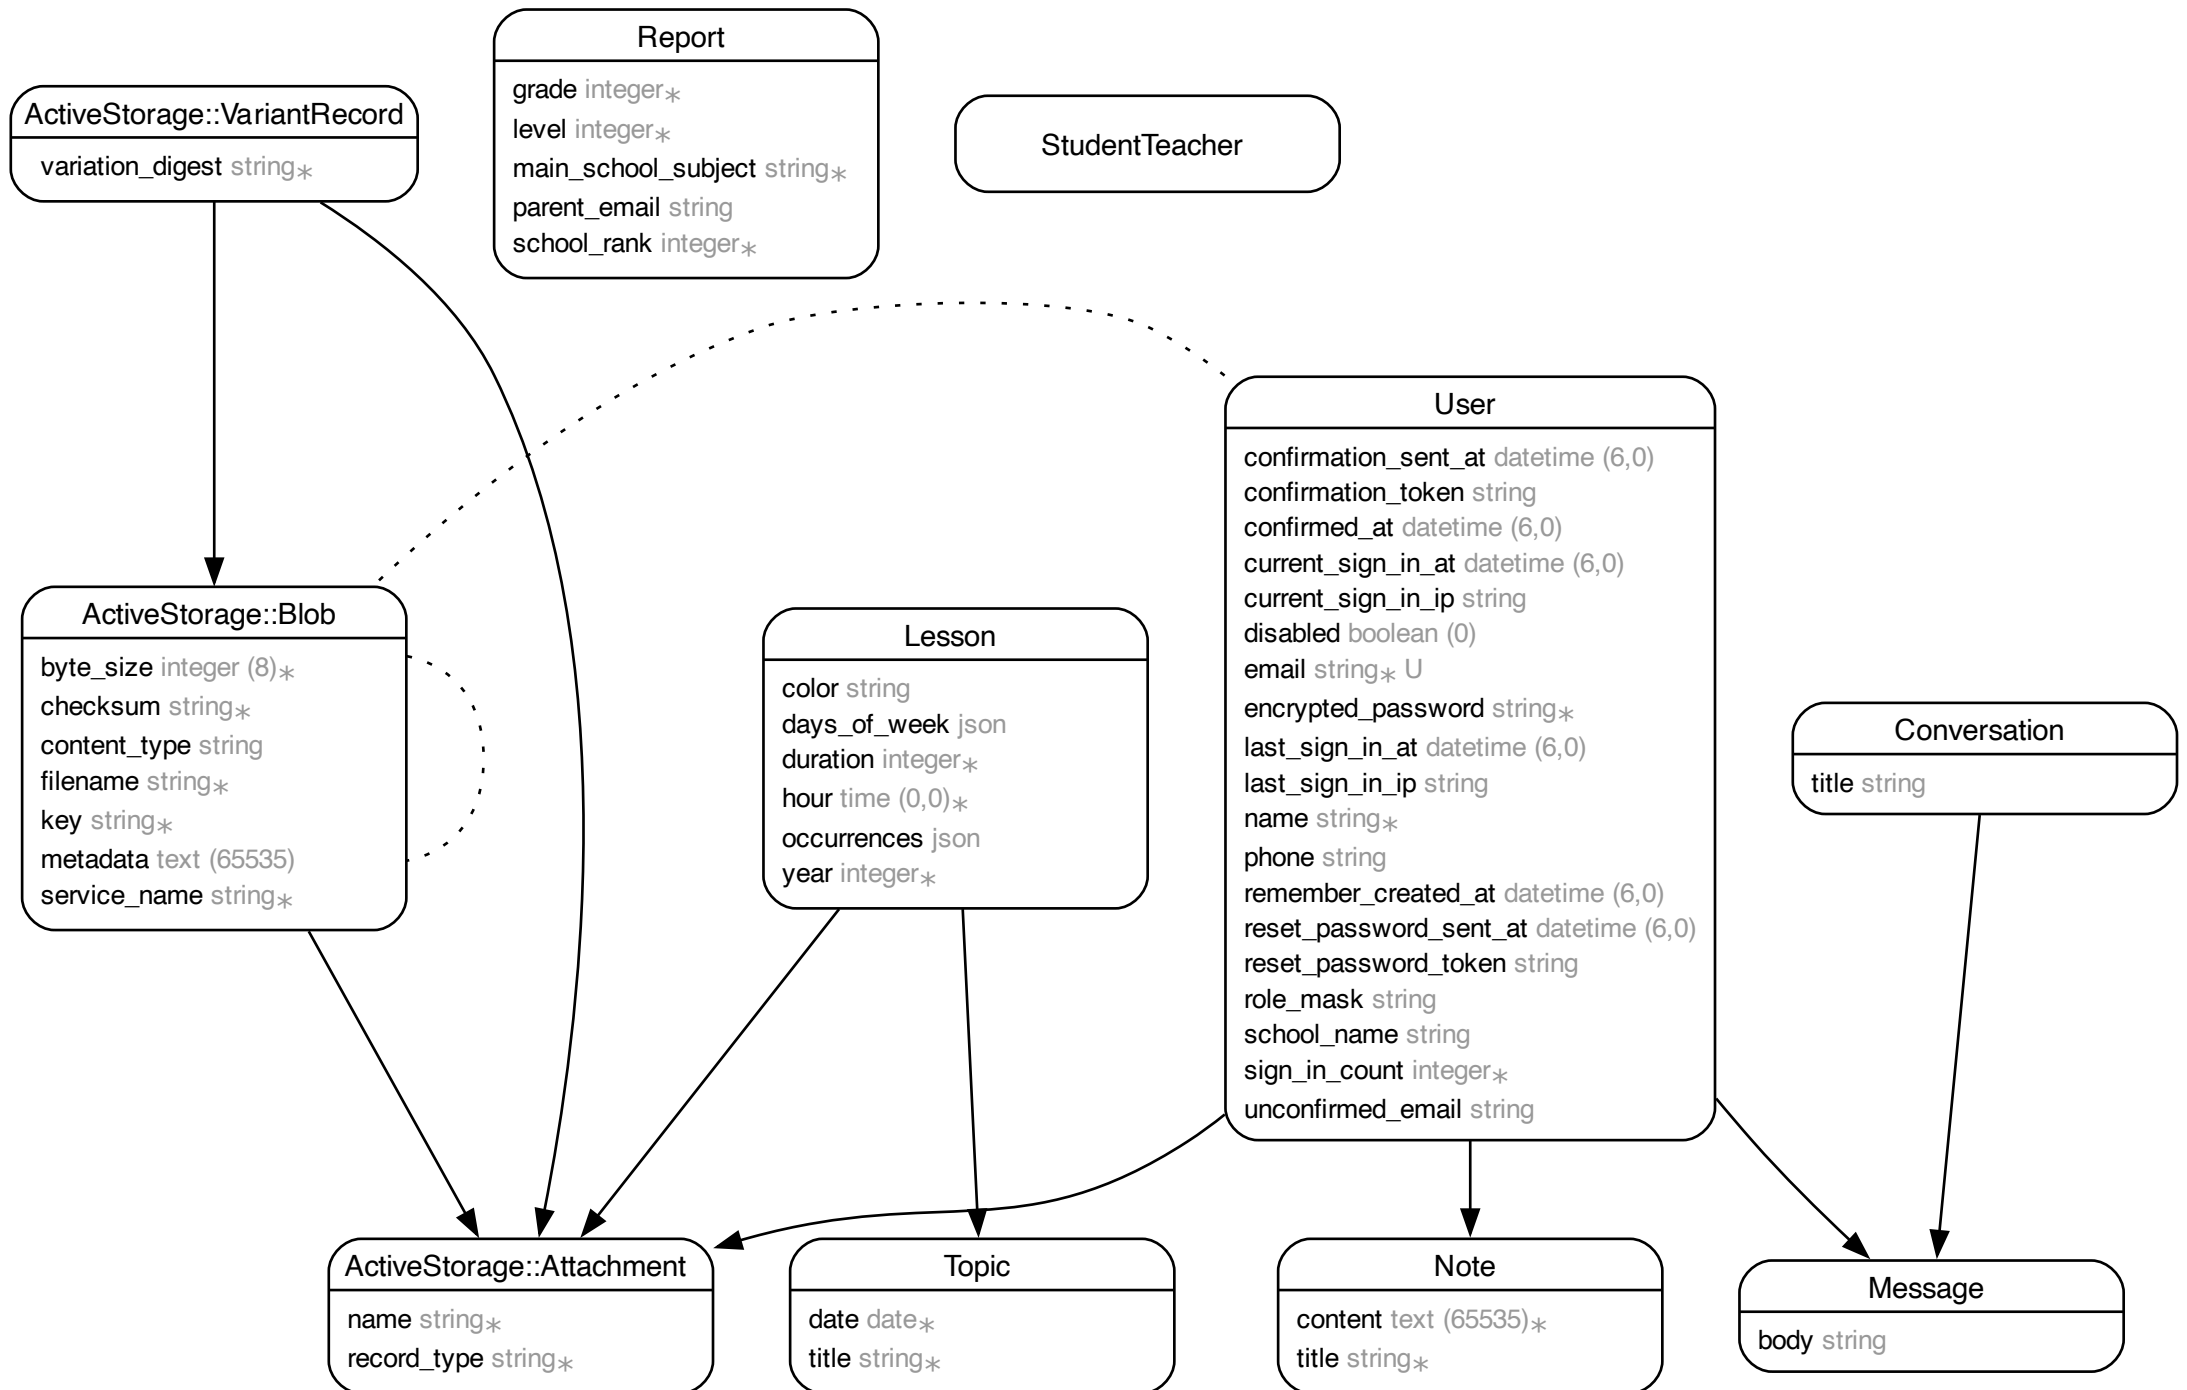 Report
grade integer∗
level integer∗
main_school_subject string∗
parent_email string
school_rank integer∗
ActiveStorage::VariantRecord
variation_digest string∗
StudentTeacher
User
confirmation_sent_at datetime (6,0)
confirmation_token string
confirmed_at datetime (6,0)
current_sign_in_at datetime (6,0)
current_sign_in_ip string
disabled boolean (0)
email string∗ U
encrypted_password string∗
last_sign_in_at datetime (6,0)
last_sign_in_ip string
name string∗
phone string
remember_created_at datetime (6,0)
reset_password_sent_at datetime (6,0)
reset_password_token string
role_mask string
school_name string
sign_in_count integer∗
unconfirmed_email string
ActiveStorage::Blob
byte_size integer (8)∗
checksum string∗
content_type string
filename string∗
key string∗
metadata text (65535)
service_name string∗
Lesson
color string
days_of_week json
duration integer∗
hour time (0,0)∗
occurrences json
year integer∗
Conversation
title string
ActiveStorage::Attachment
name string∗
record_type string∗
Topic
date date∗
title string∗
Note
content text (65535)∗
title string∗
Message
body string